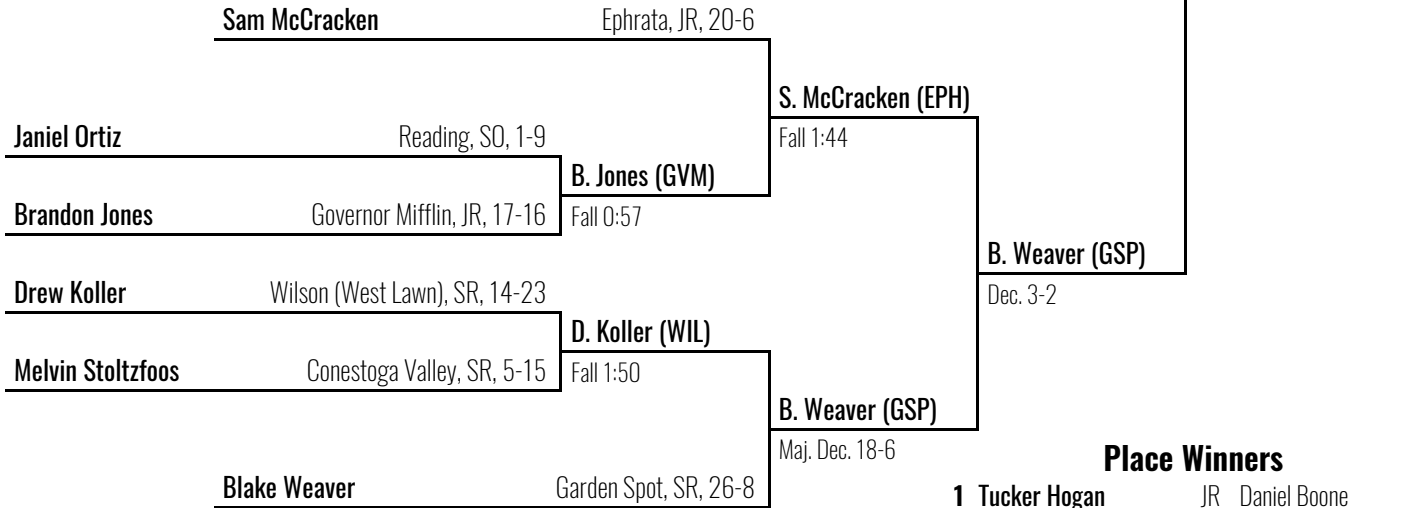 Sam McCracken Ephrata, JR, 20-6
S. McCracken (EPH)
Janiel Ortiz Reading, SO, 1-9
Fall 1:44
B. Jones (GVM)
Brandon Jones Governor Mifflin, JR, 17-16
Fall 0:57
B. Weaver (GSP)
Drew Koller Wilson (West Lawn), SR, 14-23
Dec. 3-2
D. Koller (WIL)
Melvin Stoltzfoos Conestoga Valley, SR, 5-15
Fall 1:50
B. Weaver (GSP)
Maj. Dec. 18-6
Place Winners
Blake Weaver Garden Spot, SR, 26-8
1 Tucker Hogan JR Daniel Boone